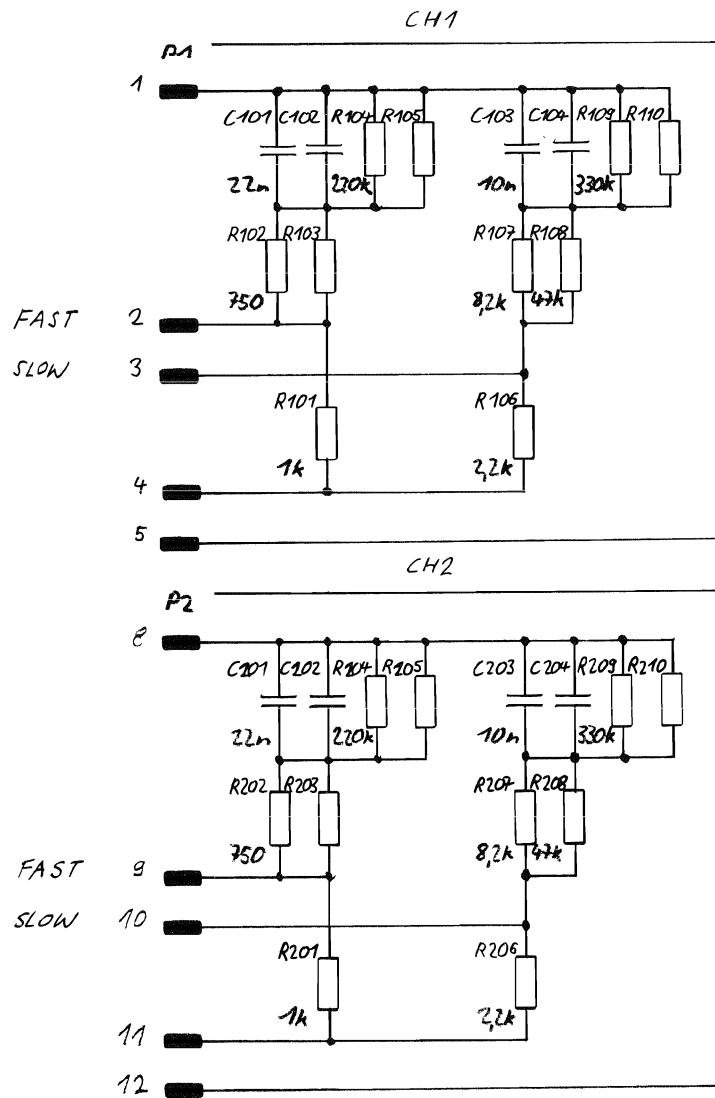 CH1
P1
1
C101 C102 R104 R105 C103 C104 R109 R110
22n 220k 10n 330k
R102 R103 R107 R108
750 8,2k 47k
FAST 2
SLOW 3
R101 R106
1k 2,2k
4
5
CH2
P2
8
C201 C202 R204 R205 C203 C204 R209 R210
22n 220k 10n 330k
R202 R203 R207 R208
750 8,2k 47k
FAST 9
SLOW 10
R201 R206
1k 2,2k
11
12